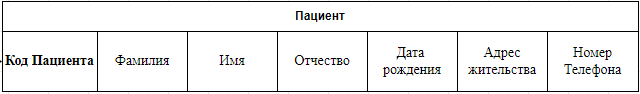 Пациент
Код Пациента
Фамилия
Имя
Отчество
Дата
рождения
Адрес
жительства
Номер
Телефона